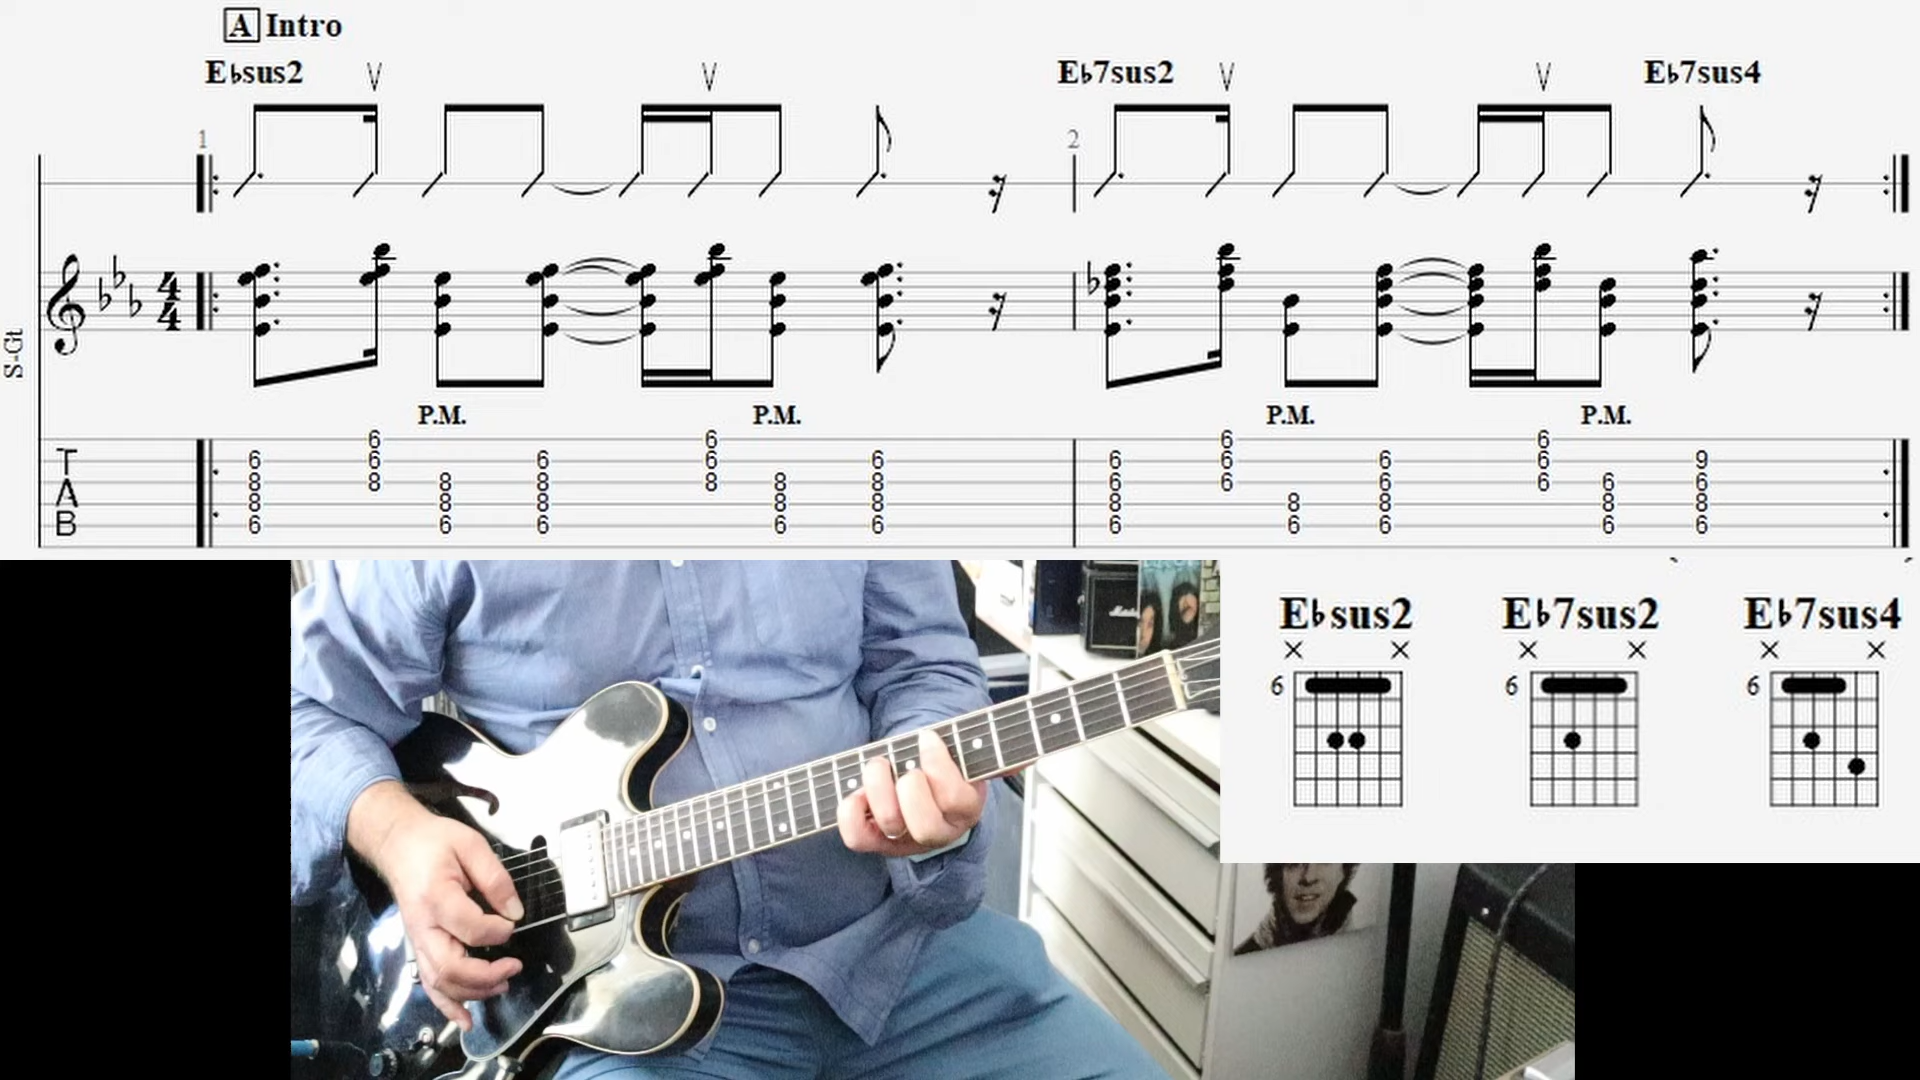 A Intro
E♭sus2 V V E♭7sus2 V V E♭7sus4
1 2
4
4
S-Gt
P.M. P.M. P.M. P.M.
6 6 6 6
T 6 6 6 6 6 6 6 6 6 9
A 8 8 8 8 8 8 8 6 6 6 6 6 6
8 8 8 8 8 8 8 8 8 8
B 6 6 6 6 6 6 6 6 6 6
E♭sus2 E♭7sus2 E♭7sus4
× × × × × ×
6 6 6
Marshall